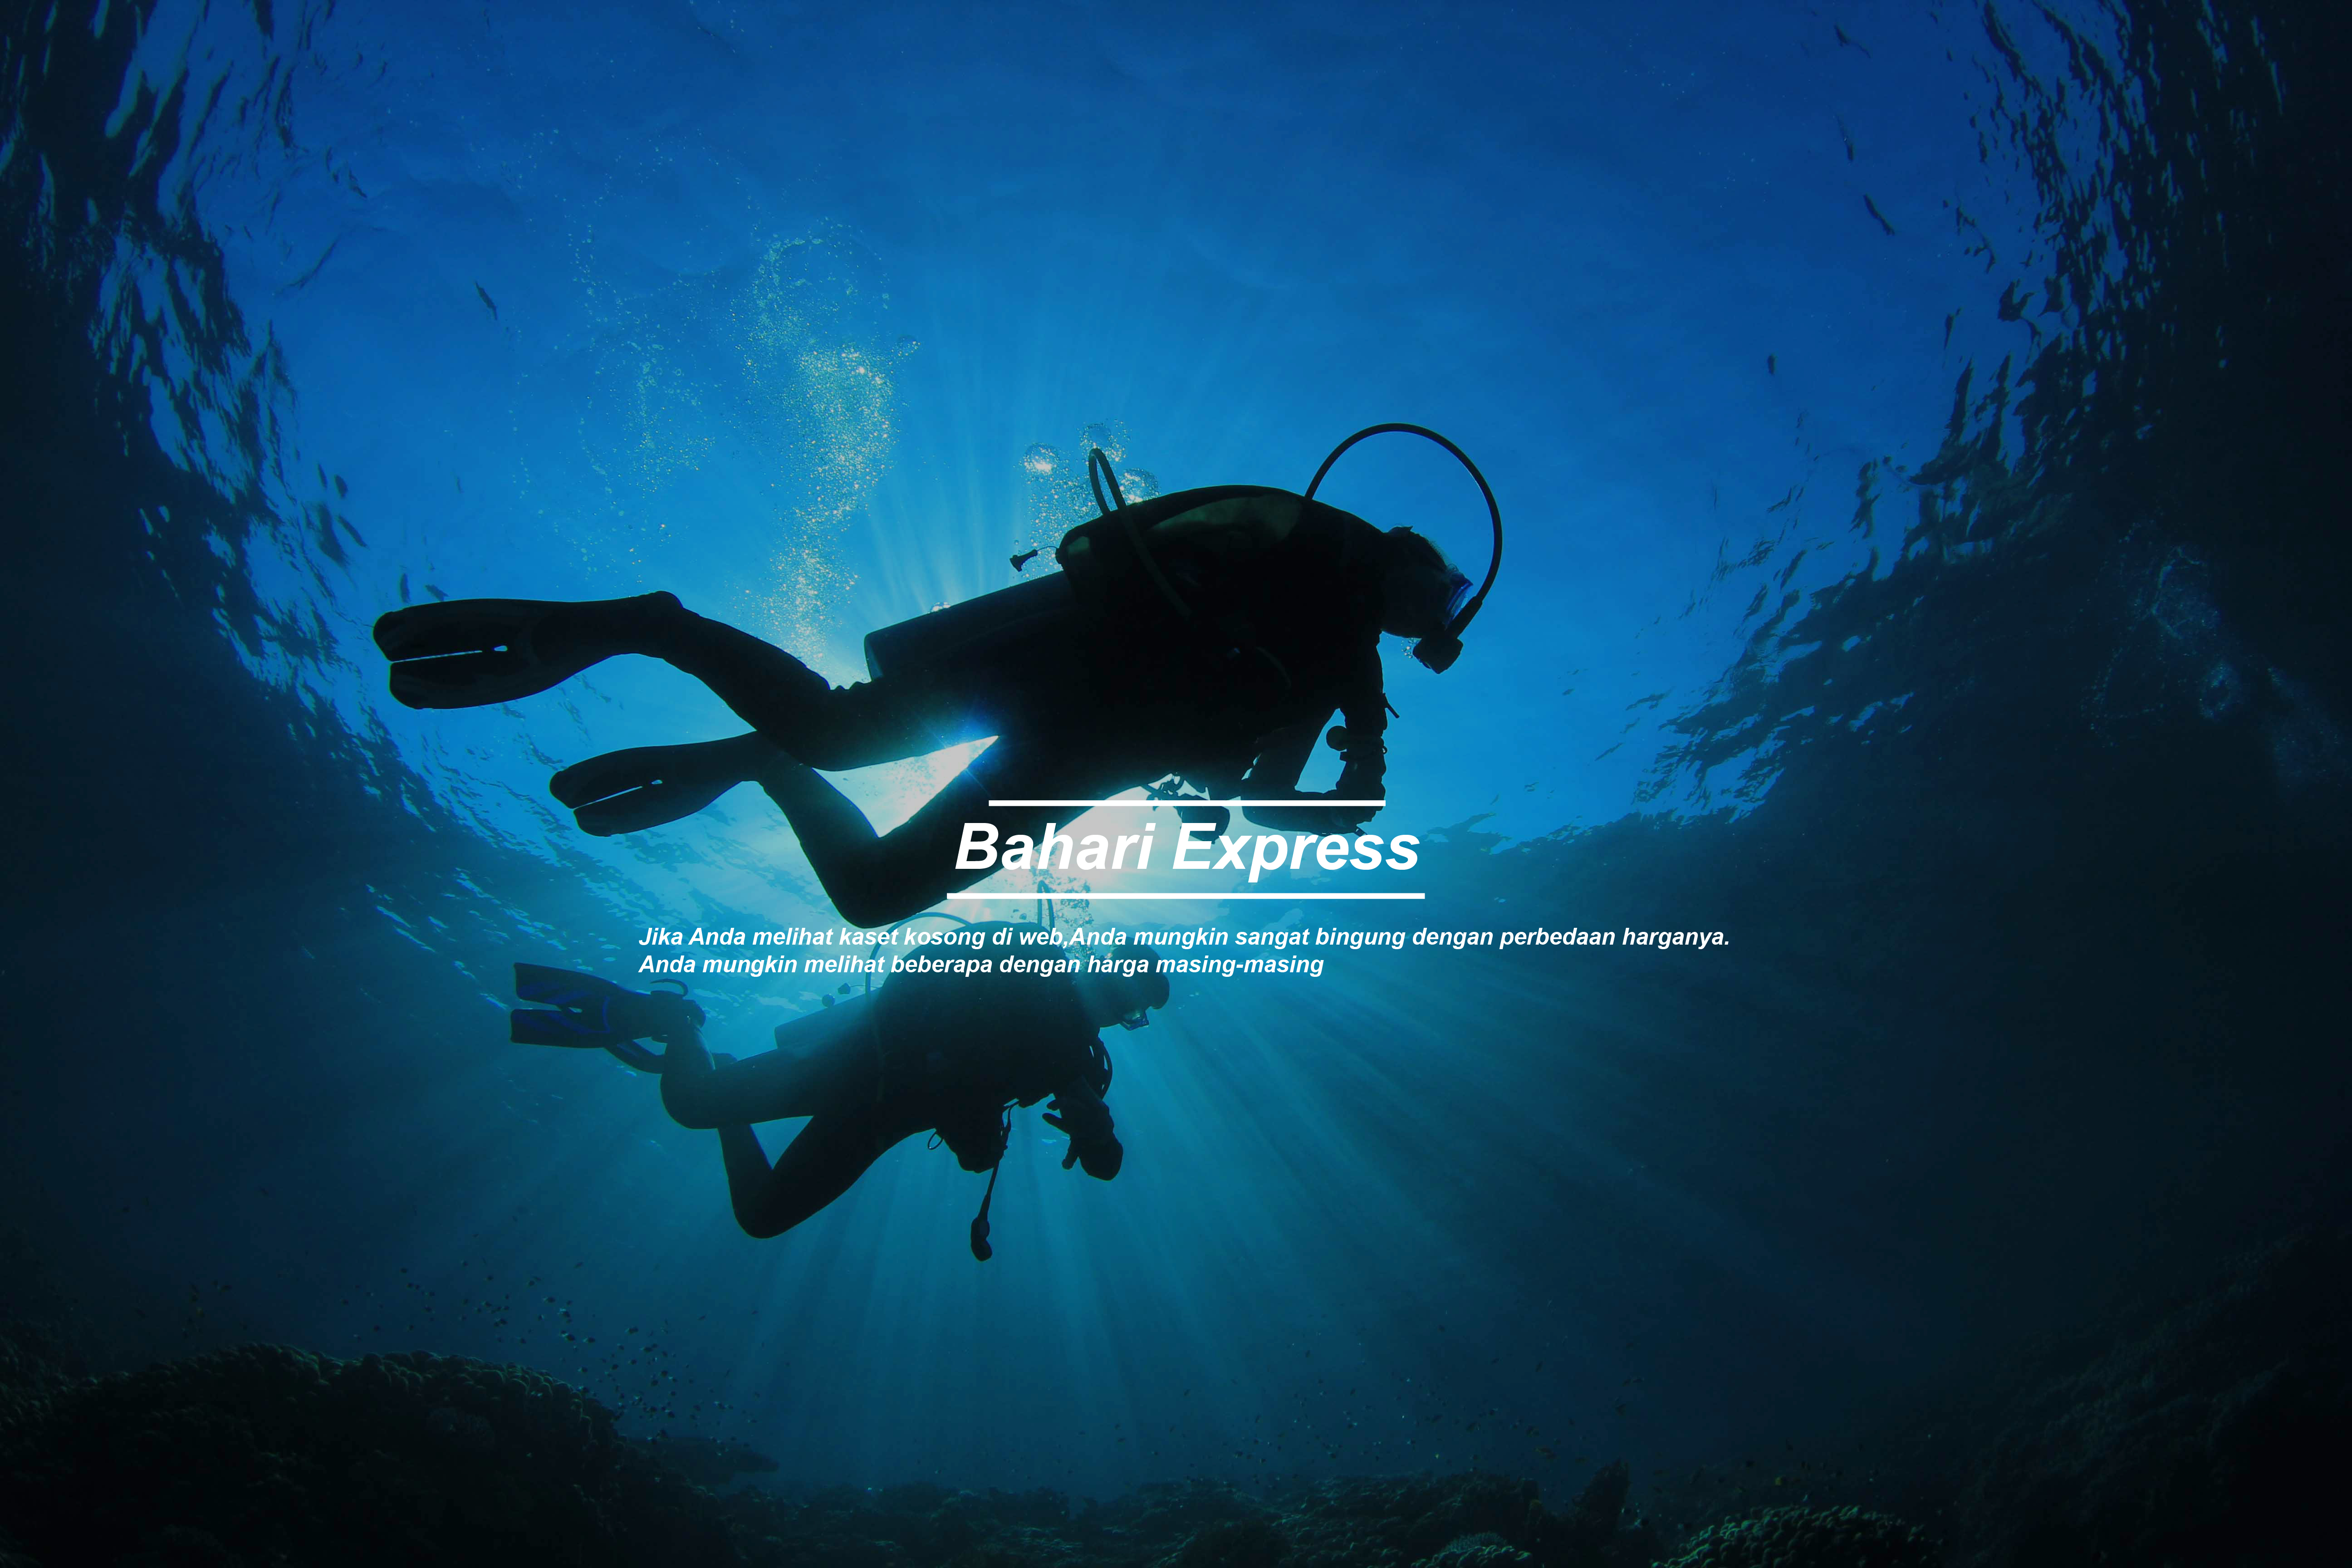 Bahari Express
Jika Anda melihat kaset kosong di web,Anda mungkin sangat bingung dengan perbedaan harganya.
Anda mungkin melihat beberapa dengan harga masing-masing